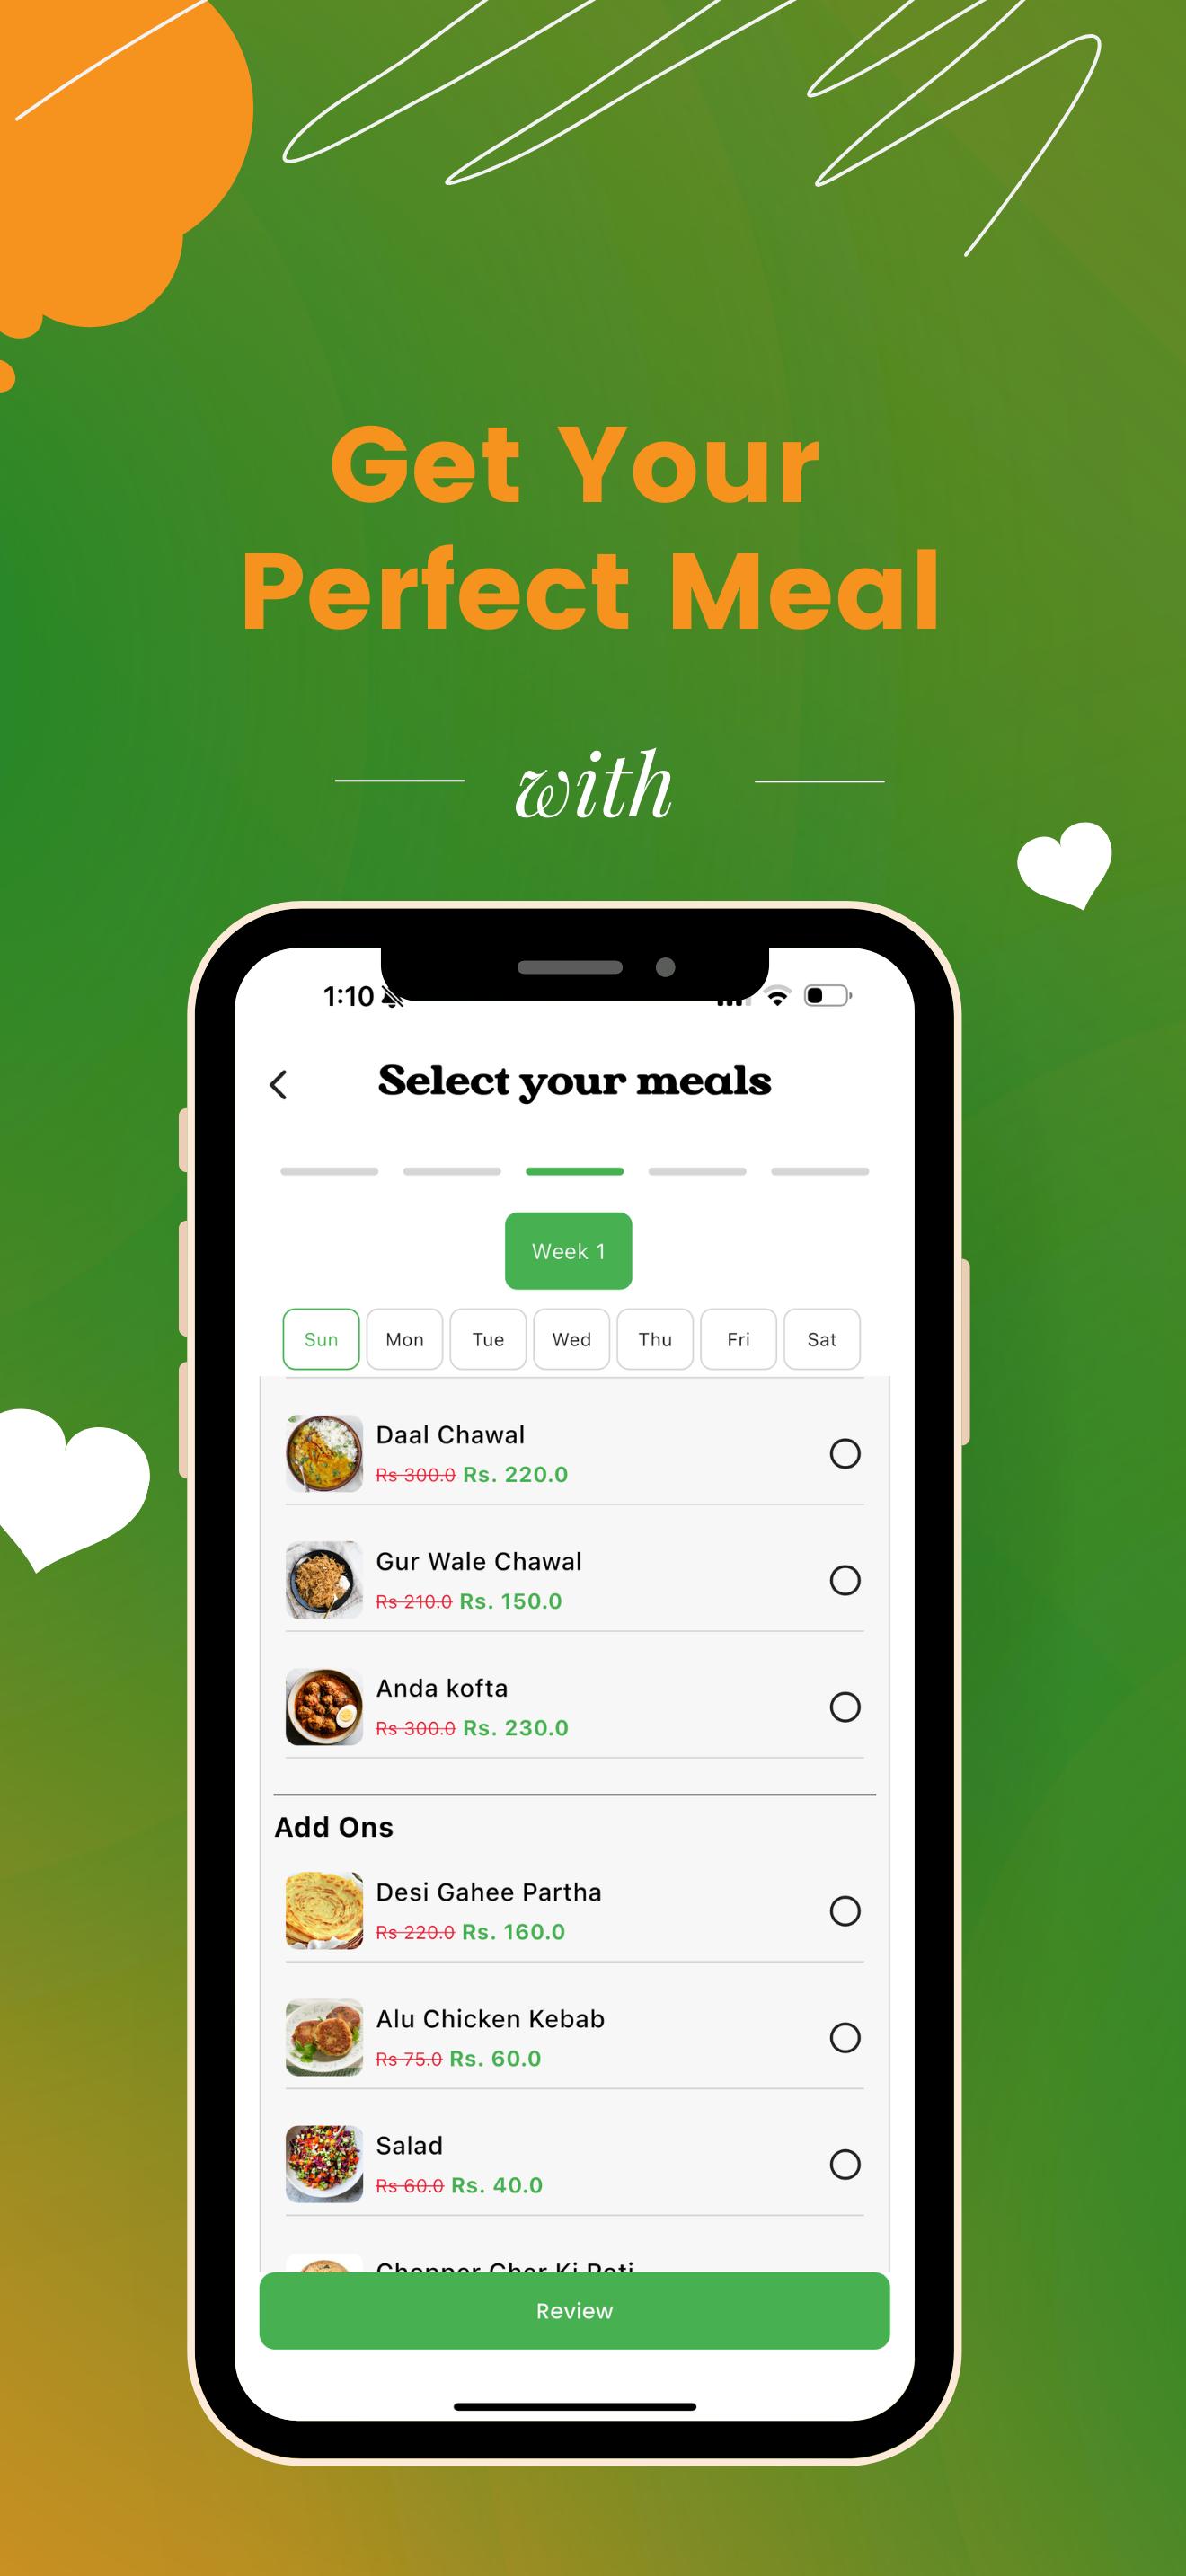 Get Your
Perfect Meal
with
1:10
Select your meals
Week 1
Sun Mon Tue Wed Thu Fri Sat
Daal Chawal
Rs 300.0 Rs. 220.0
Gur Wale Chawal
Rs 210.0 Rs. 150.0
Anda kofta
Rs 300.0 Rs. 230.0
Add Ons
Desi Gahee Partha
Rs 220.0 Rs. 160.0
Alu Chicken Kebab
Rs 75.0 Rs. 60.0
Salad
Rs 60.0 Rs. 40.0
Review